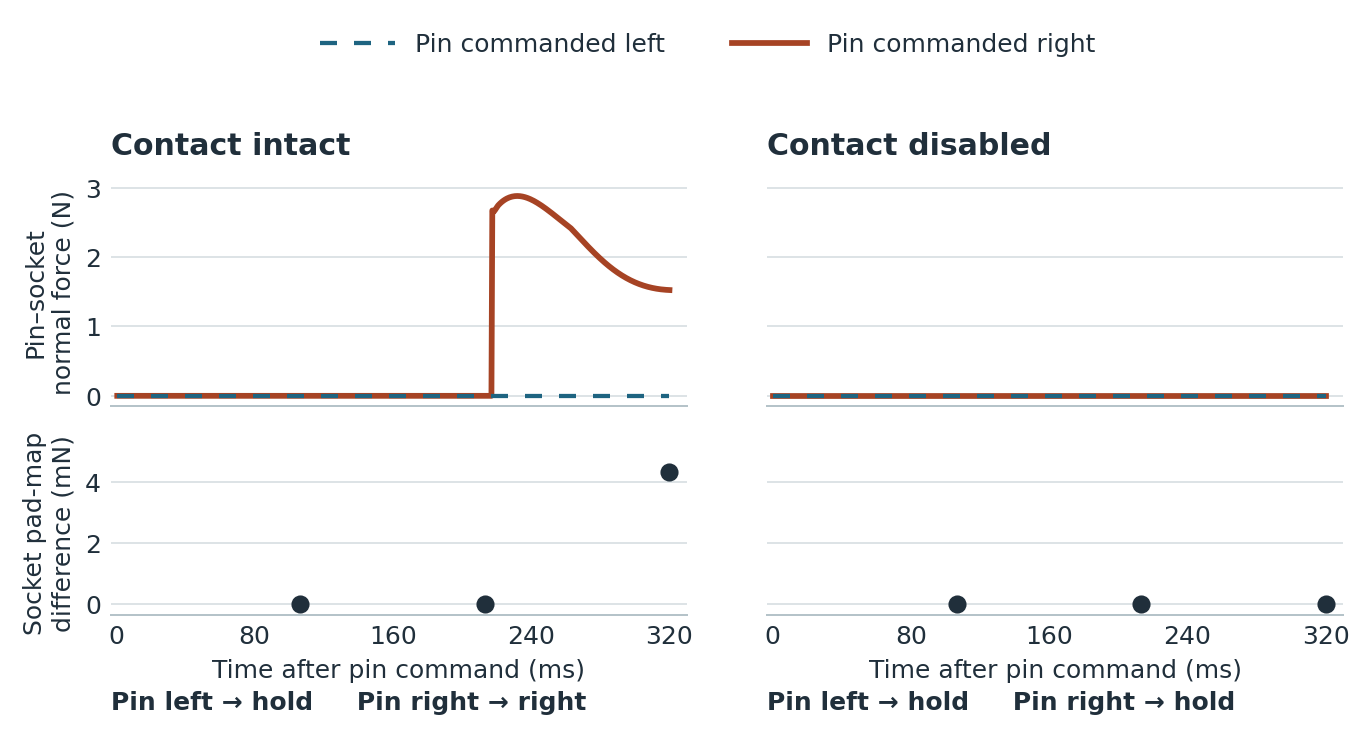 Pin commanded left
Pin commanded right
Contact intact
Contact disabled
Pin–socket
normal force (N)
3
2
1
0
Socket pad-map
difference (mN)
4
2
0
0 80 160 240 320
0 80 160 240 320
Time after pin command (ms)
Time after pin command (ms)
Pin left → hold Pin right → right
Pin left → hold Pin right → hold